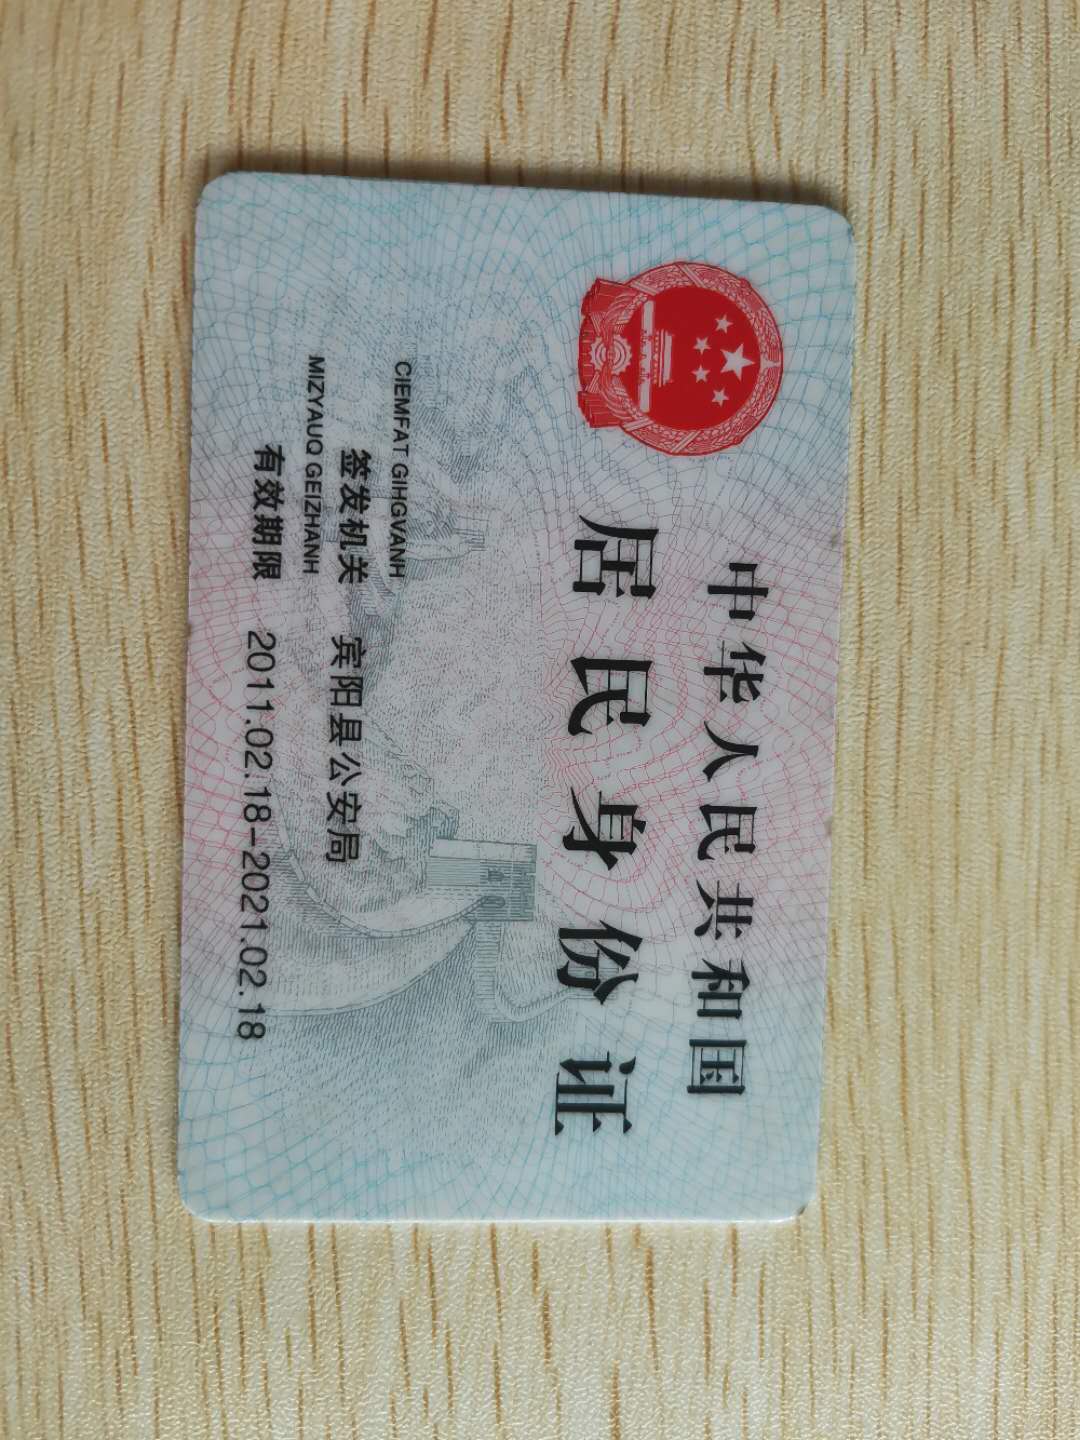 中华人民共和国
居民身份证
CIEMFAT GIHGVANH
签发机关 宾阳县公安局
MIZYAUQ GEIZHANH
有效期限 2011.02.18-2021.02.18